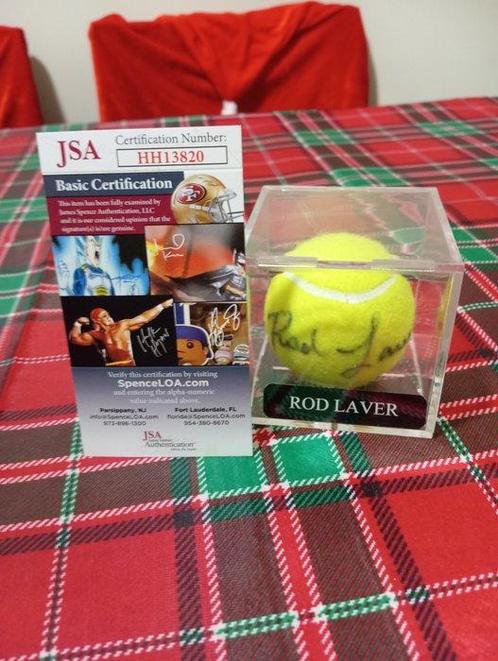 JSA
Certification Number:
HH13820
Basic Certification
This item has been fully examined by
James Spence Authentication, LLC
and it is our considered opinion that the
signature(s) is/are genuine.
Verify this certification by visiting
SpenceLOA.com
and entering the alpha-numeric
value indicated above.
Parsippany, NJ
info@SpenceLOA.com
973-896-1300
Fort Lauderdale, FL
florida@SpenceLOA.com
954-380-8670
JSA
Authentication
Rod Laver
ROD LAVER